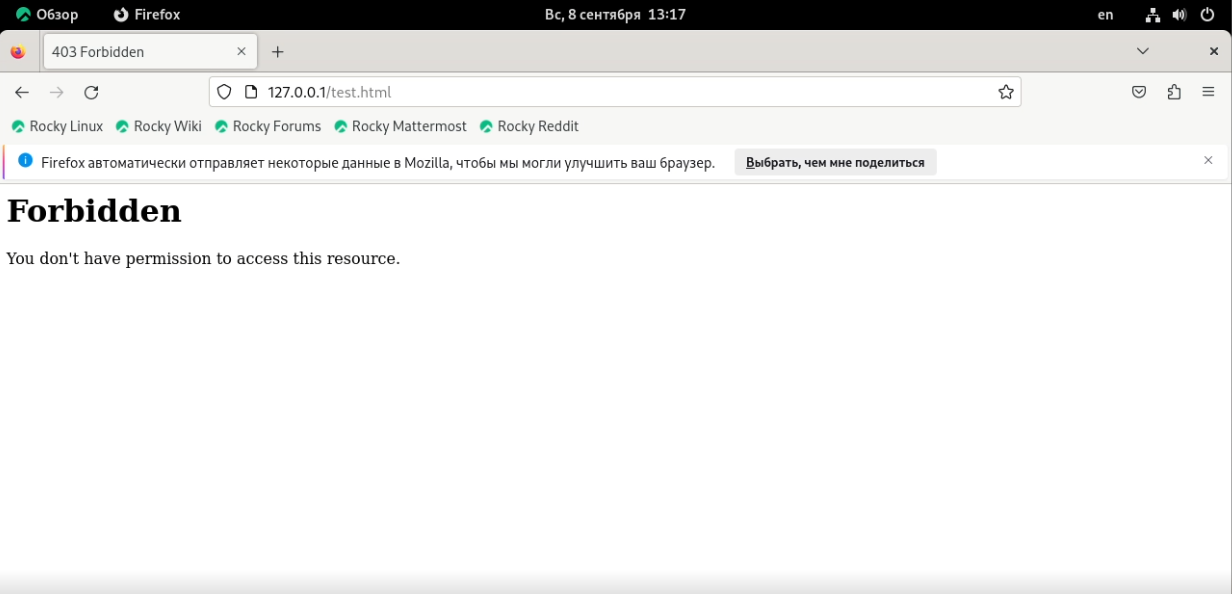 Обзор Firefox Вс, 8 сентября 13:17 en
403 Forbidden
127.0.0.1/test.html
Rocky Linux Rocky Wiki Rocky Forums Rocky Mattermost Rocky Reddit
Firefox автоматически отправляет некоторые данные в Mozilla, чтобы мы могли улучшить ваш браузер. Выбрать, чем мне поделиться
Forbidden
You don't have permission to access this resource.